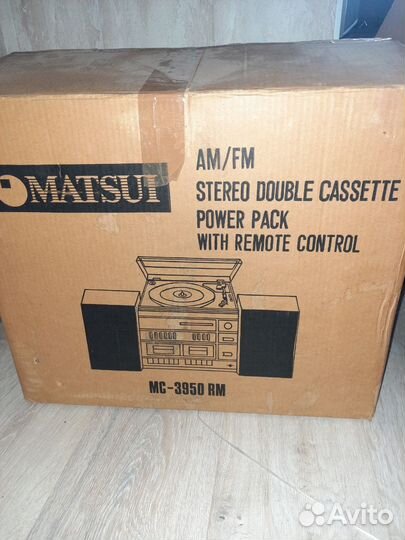 MATSUI
AM/FM
STEREO DOUBLE CASSETTE
POWER PACK
WITH REMOTE CONTROL
MC-3950 RM
Avito